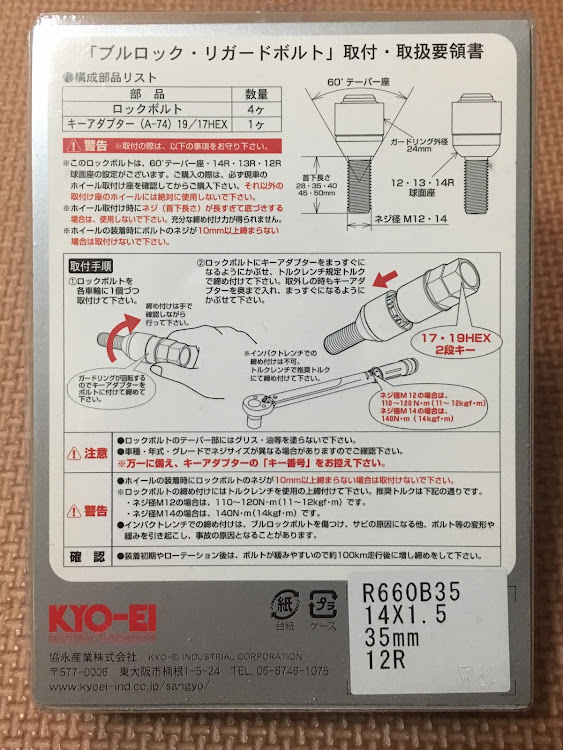 「ブルロック・リガードボルト」取付・取扱要領書
●構成部品リスト
部 品 数量
ロックボルト 4ヶ
キーアダプター(A-74)19/17HEX 1ヶ
60°テーパー座
ガードリング外径
24mm
首下長さ
28・35・40
45・50mm
12・13・14R
球面座
ネジ径M12・14
警告 ※取付の際は、以下の事項をお守り下さい。
※このロックボルトは、60°テーパー座・14R・13R・12R
球面座の設定がございます。ご購入の際は、必ず現車の
ホイール取付け座を確認してからご購入下さい。それ以外の
取付け座のホイールには絶対に使用しないで下さい。
※ホイール取付け時にネジ(首下長さ)が長すぎて底づきする
場合は、使用しないで下さい。充分な締め付け力が得られません。
※ホイールの装着時にボルトのネジが10mm以上締まらない
場合は付けないで下さい。
取付手順
①ロックボルトを
各車輪に1個づつ
取付けて下さい。
締め付けは手で
確認しながら
行って下さい。
ガードリングが回転する
のでキーアダプターを
ボルトに付けて締めて
下さい。
②ロックボルトにキーアダプターをまっすぐに
なるようにかぶせ、トルクレンチ規定トルク
で締め付けて下さい。取外しの時もキーアダ
プターを奥まで入れ、まっすぐになるように
かぶせて下さい。
17・19HEX
2段キー
※インパクトレンチでの
締め付けは不可。
トルクレンチで推奨トルク
にて締め付けて下さい。
ネジ径M12の場合は、
110~120N・m(11~12kgf・m)
ネジ径M14の場合は、
140N・m(14kgf・m)
注意
●ロックボルトのテーパー部にはグリス・油等を塗らないで下さい。
●車種・年式・グレードでネジサイズが異なる場合がありますのでご確認下さい。
※万一に備え、キーアダプターの「キー番号」をお控え下さい。
警告
●ホイールの装着時にロックボルトのネジが10mm以上締まらない場合は取付けないで下さい。
※ロックボルトの締め付けにはトルクレンチを使用の上締付けて下さい。推奨トルクは下記の通りです。
・ネジ径M12の場合は、110~120N・m(11~12kgf・m)です。
・ネジ径M14の場合は、140N・m(14kgf・m)です。
●インパクトレンチでの締め付けは、ブルロックボルトを傷つけ、サビの原因になる他、ボルト等の変形や
緩みを引き起こし、事故の原因となることがあります。
確認
●装着初期やローテーション後は、ボルトが緩みやすいので約100km走行後に増し締めをして下さい。
KYO-EI
INDUSTRIAL CORPORATION
紙
台紙
プラ
ケース
R660B35
14X1.5
35mm
12R
協永産業株式会社 KYO-EI INDUSTRIAL CORPORATION
〒577-0006 東大阪市楠根1-5-24 TEL.06-6746-1075
www.kyoei-ind.co.jp/sangyo/